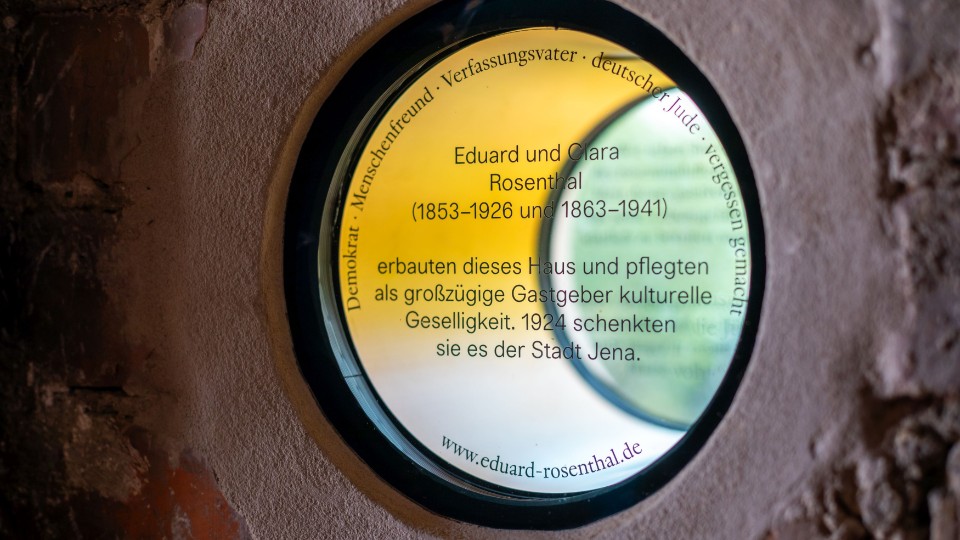 Demokrat · Menschenfreund · Verfassungsvater · deutscher Jude · vergessen gemacht
Eduard und Clara
Rosenthal
(1853–1926 und 1863–1941)
erbauten dieses Haus und pflegten
als großzügige Gastgeber kulturelle
Geselligkeit. 1924 schenkten
sie es der Stadt Jena.
www.eduard-rosenthal.de